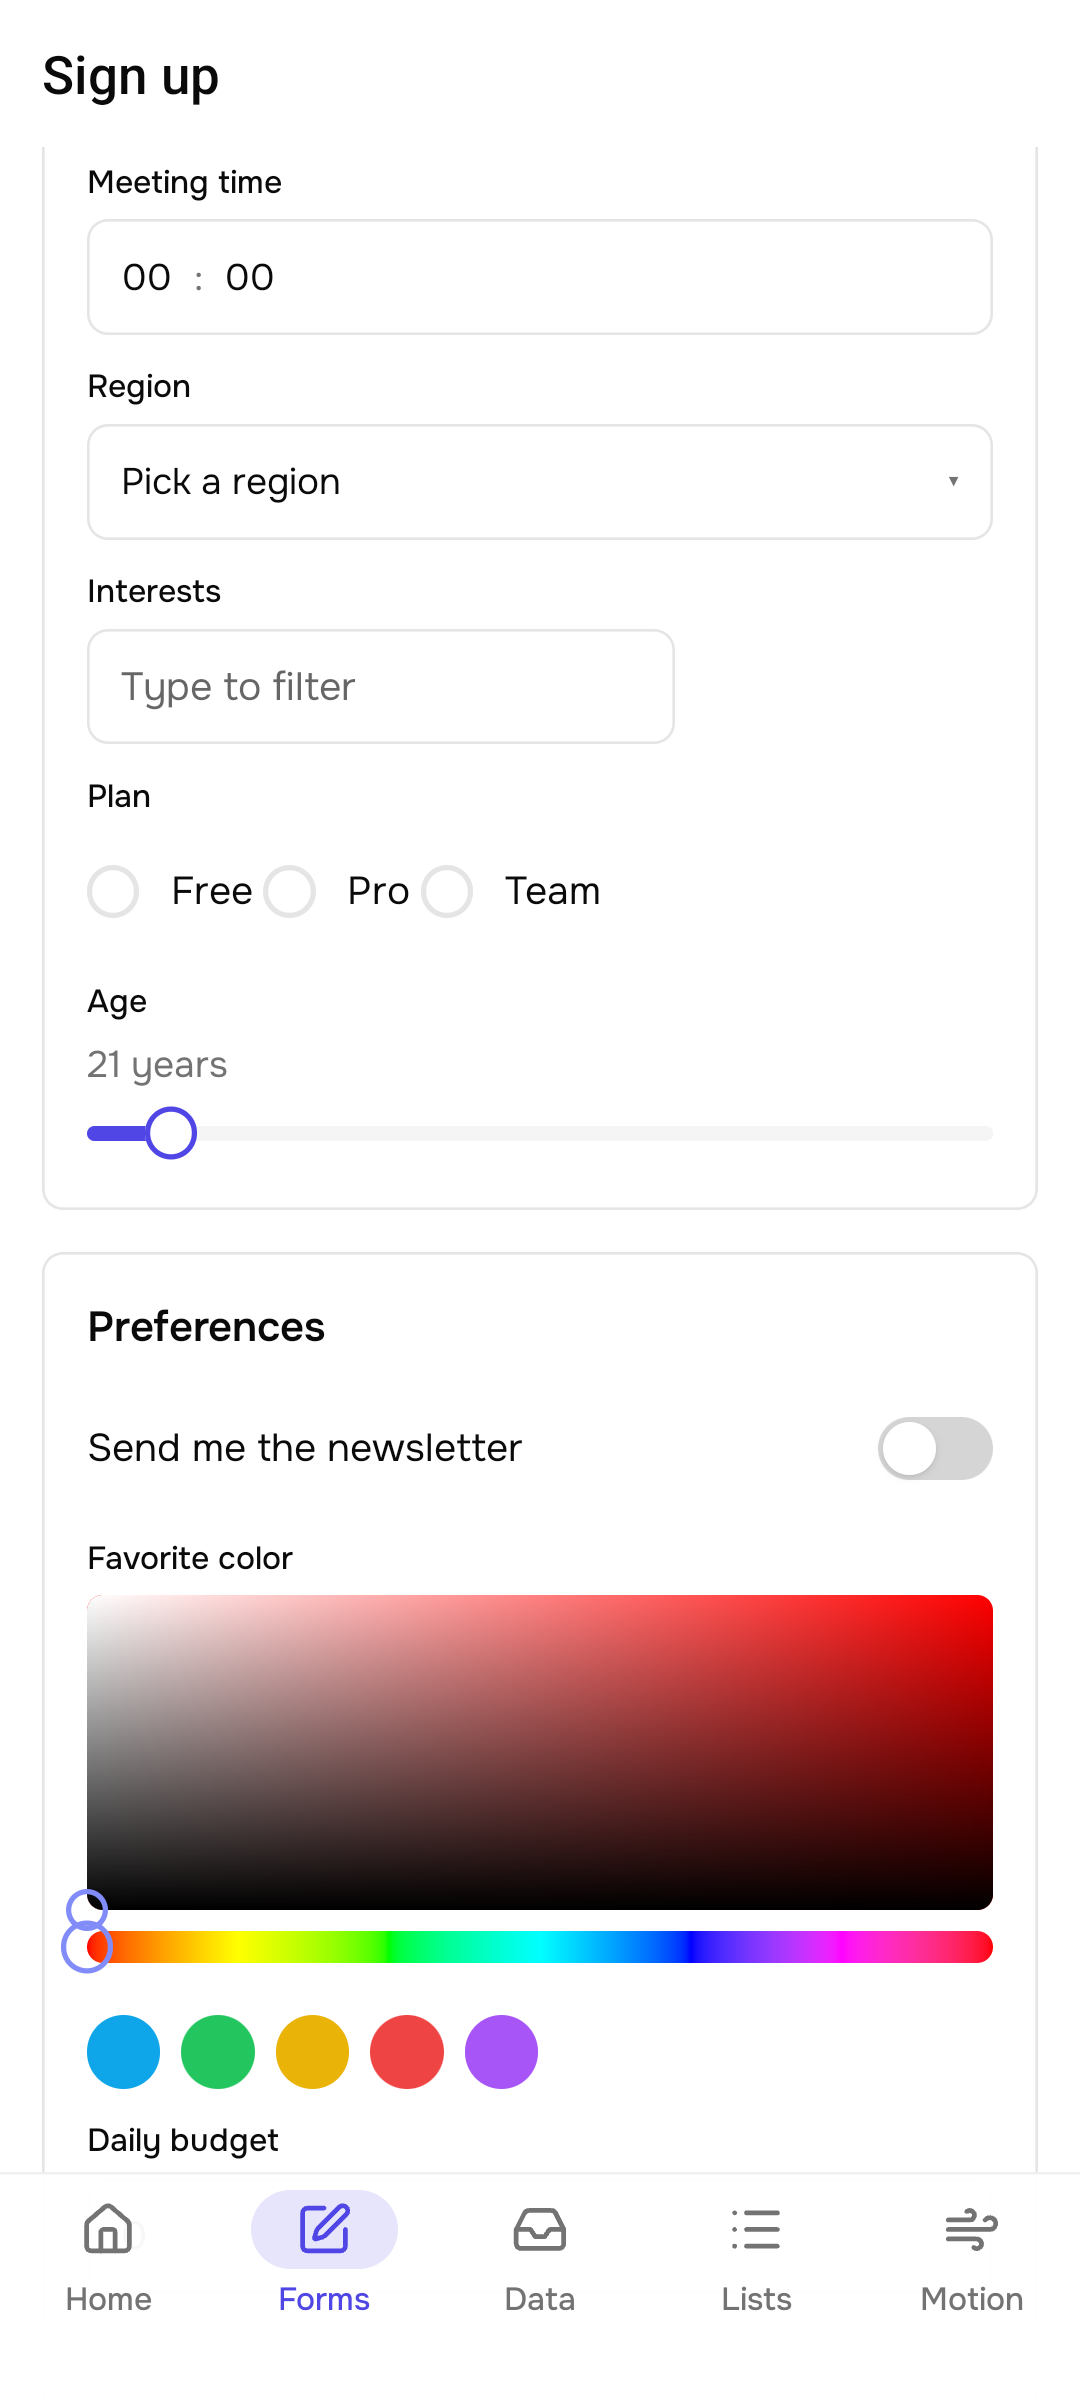 Sign up
Meeting time
00 : 00
Region
Pick a region
Interests
Type to filter
Plan
Free Pro Team
Age
21 years
Preferences
Send me the newsletter
Favorite color
Daily budget
Home Forms Data Lists Motion